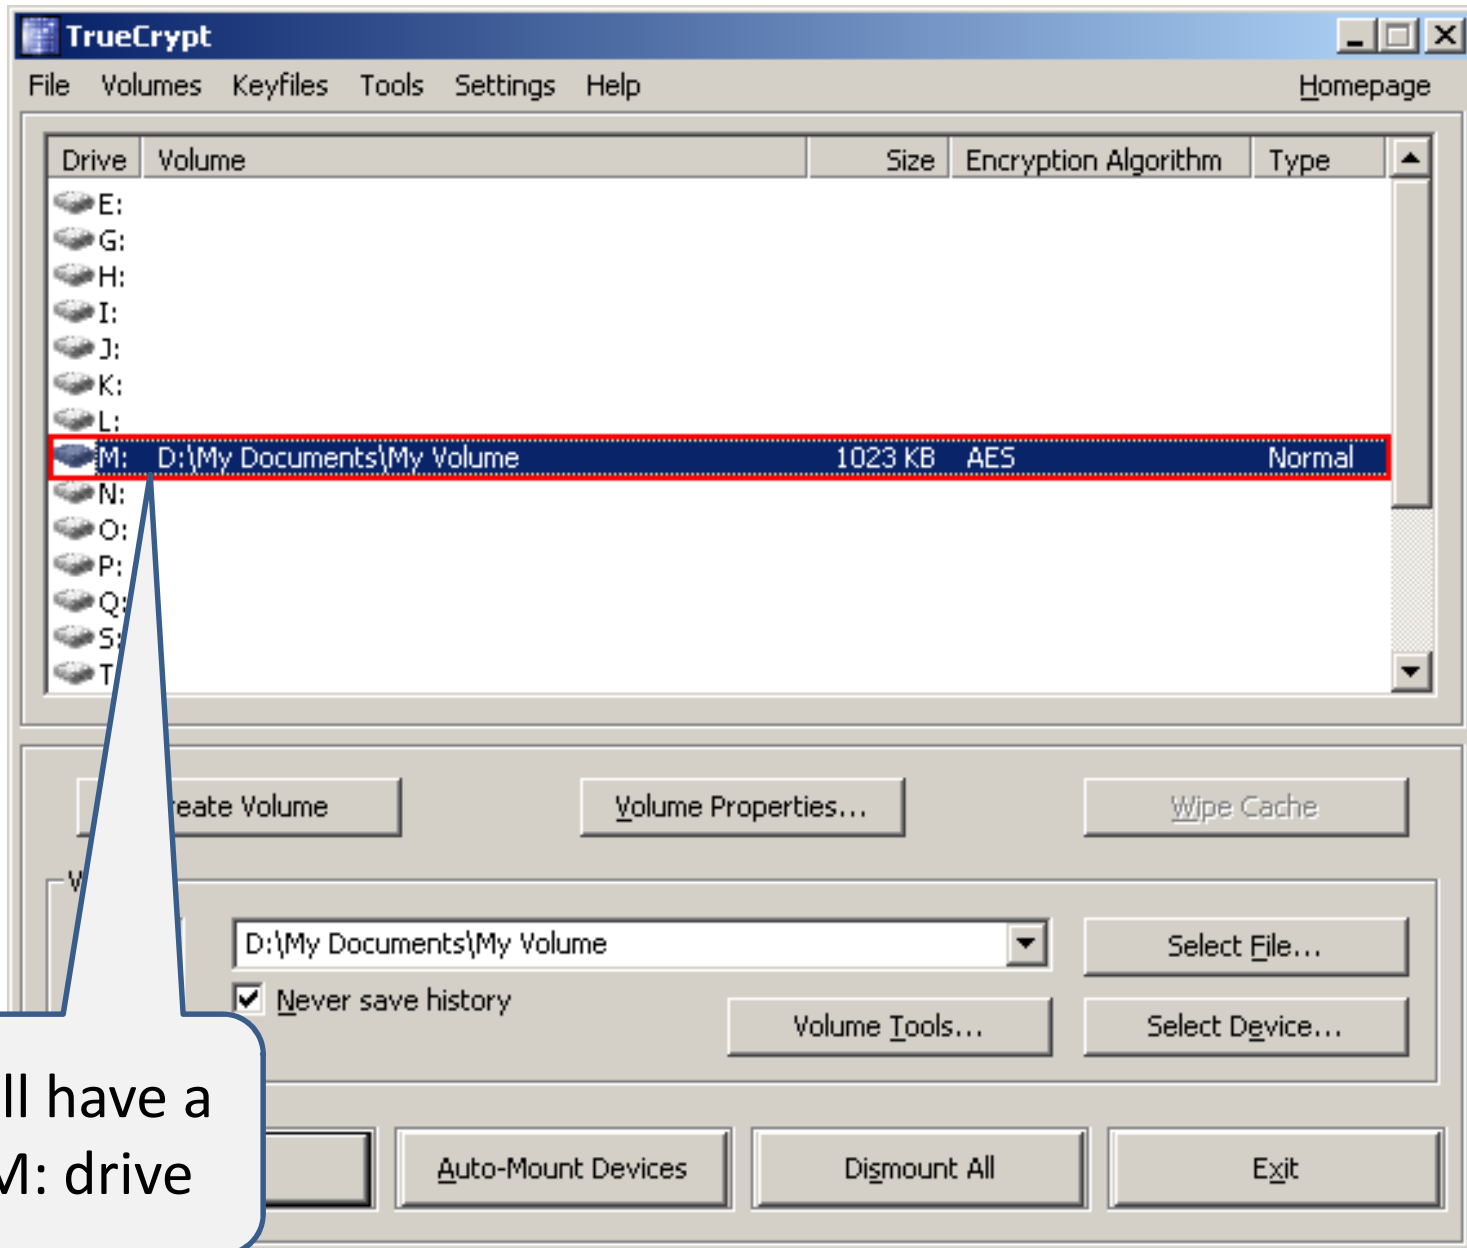 TrueCrypt
File Volumes Keyfiles Tools Settings Help Homepage
Drive Volume Size Encryption Algorithm Type
E:
G:
H:
I:
J:
K:
L:
M: D:\My Documents\My Volume 1023 KB AES Normal
N:
O:
P:
Q:
S:
T
Volume Properties... Wipe Cache
Volume
D:\My Documents\My Volume Select File...
Never save history
Volume Tools... Select Device...
have a
M: drive
Auto-Mount Devices Dismount All Exit